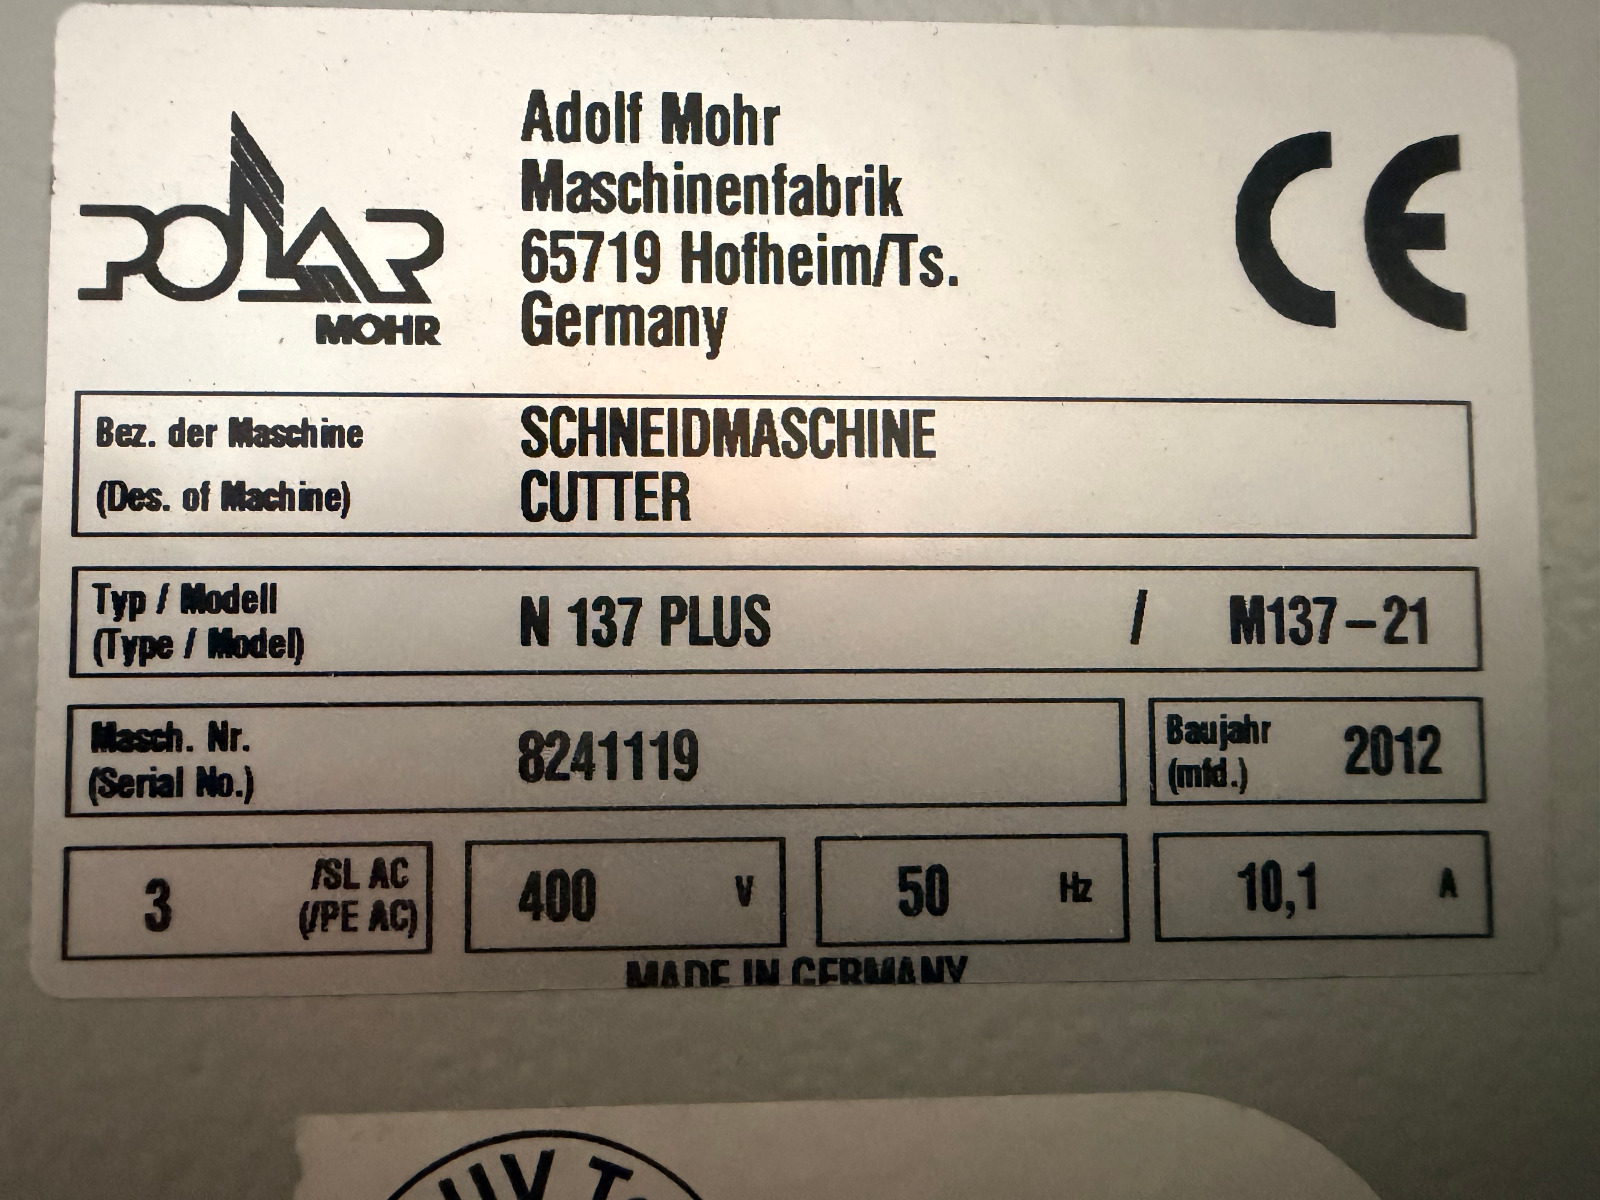 POLAR
MOHR
Adolf Mohr
Maschinenfabrik
65719 Hofheim/Ts.
Germany
CE
Bez. der Maschine
(Des. of Machine)
SCHNEIDMASCHINE
CUTTER
Typ / Modell
(Type / Model)
N 137 PLUS / M137-21
Masch. Nr.
(Serial No.)
8241119
Baujahr
(mfd.)
2012
3 /SL AC
(/PE AC)
400 V
50 Hz
10,1 A
MADE IN GERMANY